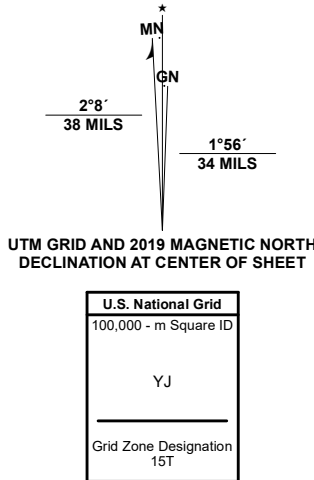 MN
GN
2°8´
38 MILS
1°56´
34 MILS
UTM GRID AND 2019 MAGNETIC NORTH
DECLINATION AT CENTER OF SHEET
U.S. National Grid
100,000 - m Square ID
YJ
Grid Zone Designation
15T